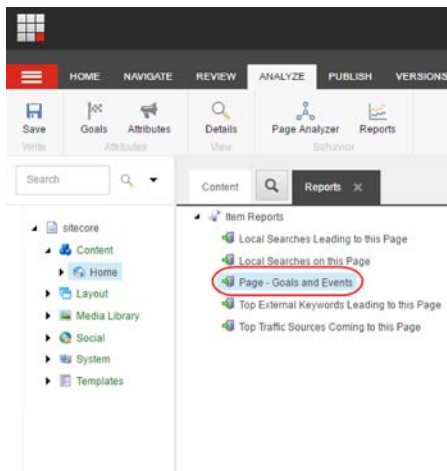 HOME NAVIGATE REVIEW ANALYZE PUBLISH VERSIONS
Save Goals Attributes Details Page Analyzer Reports
Write Attributes View Behavior
Search Content Reports
sitecore
Content
Home
Layout
Media Library
Social
System
Templates
Item Reports
Local Searches Leading to this Page
Local Searches on this Page
Page - Goals and Events
Top External Keywords Leading to this Page
Top Traffic Sources Coming to this Page